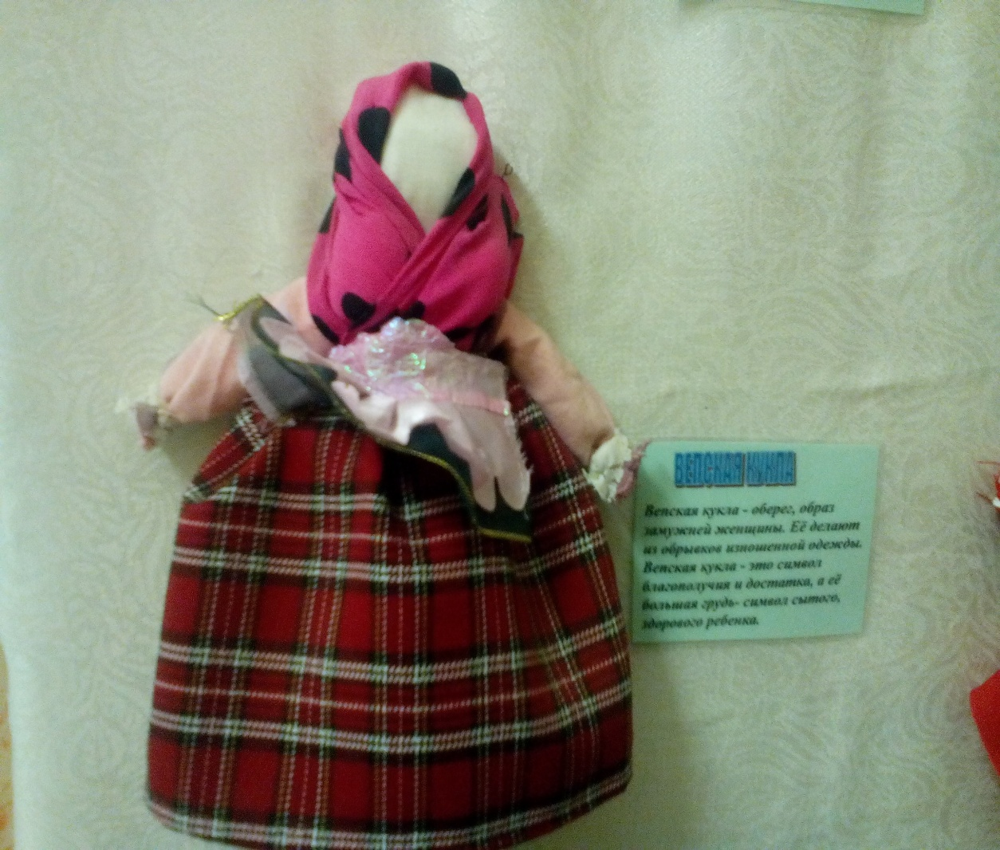 ВЕПСКАЯ КУКЛА
Вепская кукла - оберег, образ
замужней женщины. Её делают
из обрывков изношенной одежды.
Вепская кукла - это символ
благополучия и достатка, а её
большая грудь- символ сытого,
здорового ребенка.